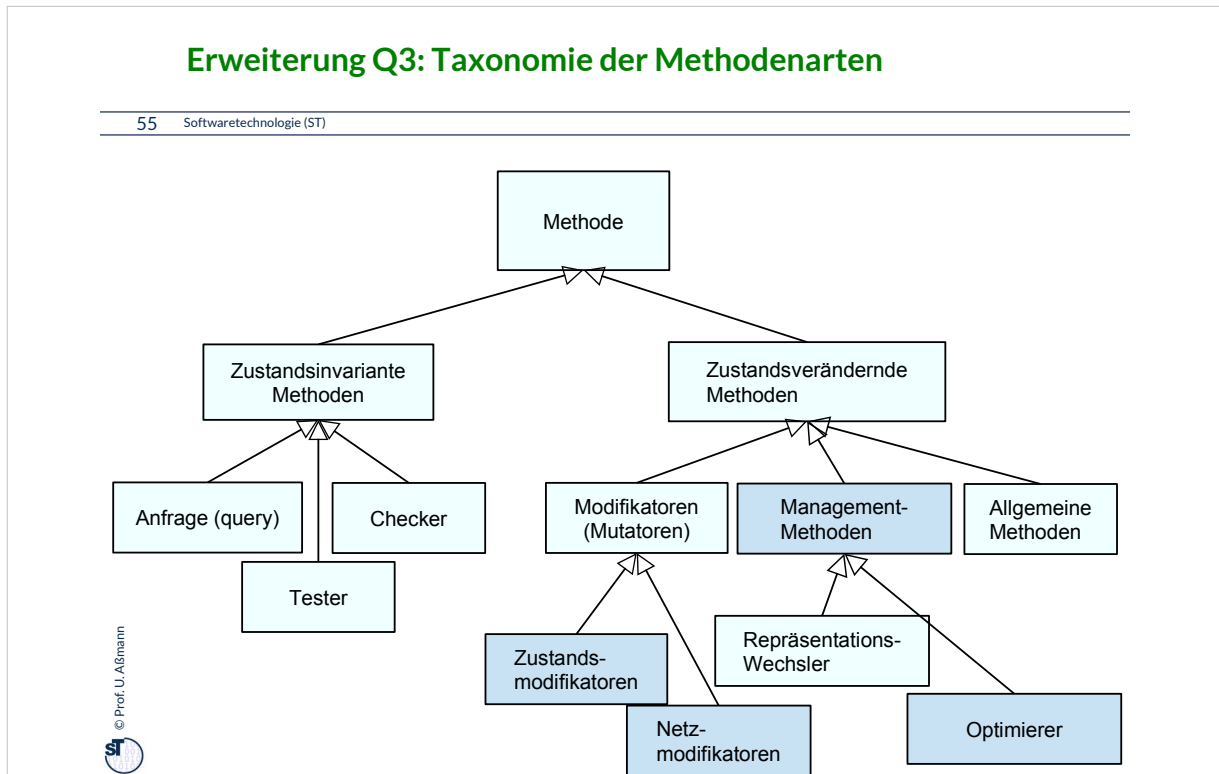 Erweiterung Q3: Taxonomie der Methodenarten
55 Softwaretechnologie (ST)
Methode
Zustandsinvariante
Methoden
Zustandsverändernde
Methoden
Anfrage (query)
Checker
Tester
Modifikatoren
(Mutatoren)
Management-
Methoden
Allgemeine
Methoden
Zustands-
modifikatoren
Netz-
modifikatoren
Repräsentations-
Wechsler
Optimierer
© Prof. U. Aßmann
ST